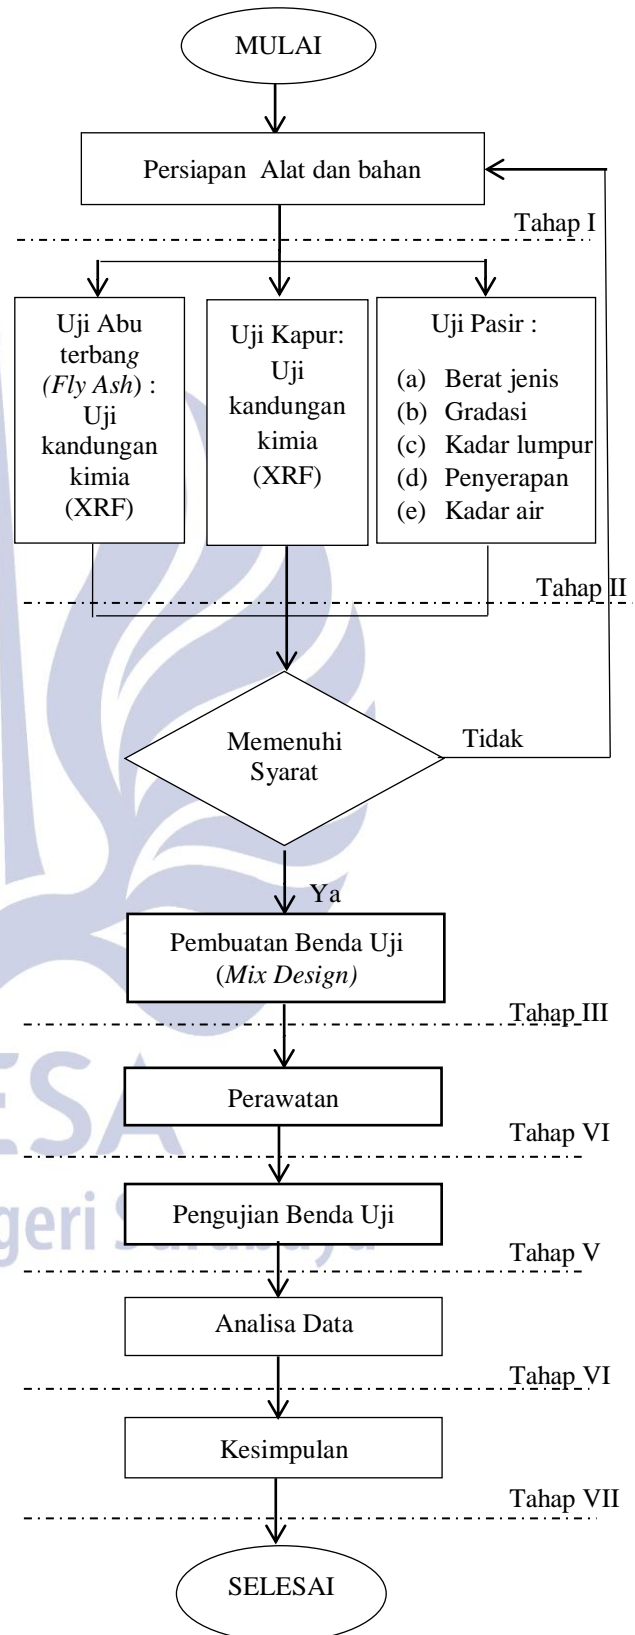 MULAI
Persiapan Alat dan bahan
Tahap I
Uji Abu
terbang
(Fly Ash) :
Uji
kandungan
kimia
(XRF)
Uji Kapur:
Uji
kandungan
kimia
(XRF)
Uji Pasir :
(a) Berat jenis
(b) Gradasi
(c) Kadar lumpur
(d) Penyerapan
(e) Kadar air
Tahap II
Memenuhi
Syarat
Tidak
Ya
Pembuatan Benda Uji
(Mix Design)
Tahap III
ESA
Perawatan
Tahap VI
Pengujian Benda Uji
geri Surabaya
Tahap V
Analisa Data
Tahap VI
Kesimpulan
Tahap VII
SELESAI